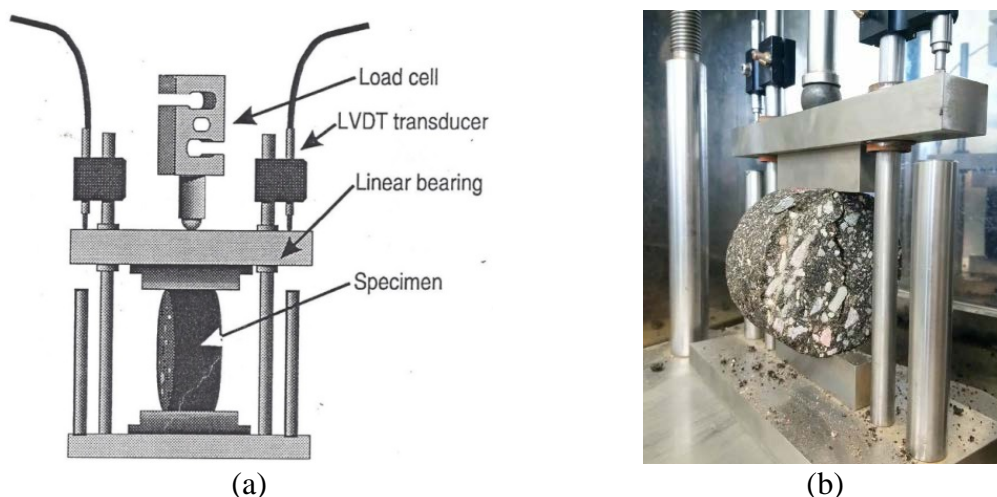 Load cell
LVDT transducer
Linear bearing
Specimen
(a)
(b)